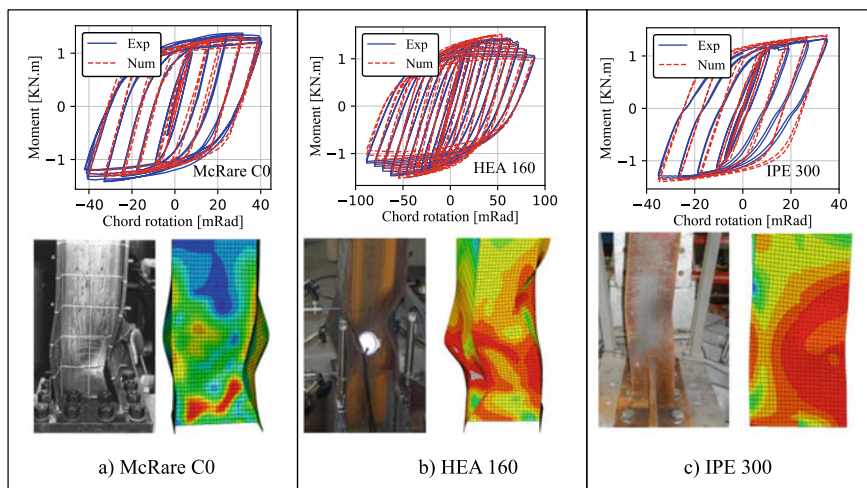 Moment [KN.m]
1
0
−1
Exp
Num
McRare C0
−40
−20
0
20
40
Chord rotation [mRad]
Moment [KN.m]
1
0
−1
Exp
Num
HEA 160
−100
−50
0
50
100
Chord rotation [mRad]
Moment [KN.m]
1
0
−1
Exp
Num
IPE 300
−40
−20
0
20
40
Chord rotation [mRad]
a) McRare C0
b) HEA 160
c) IPE 300